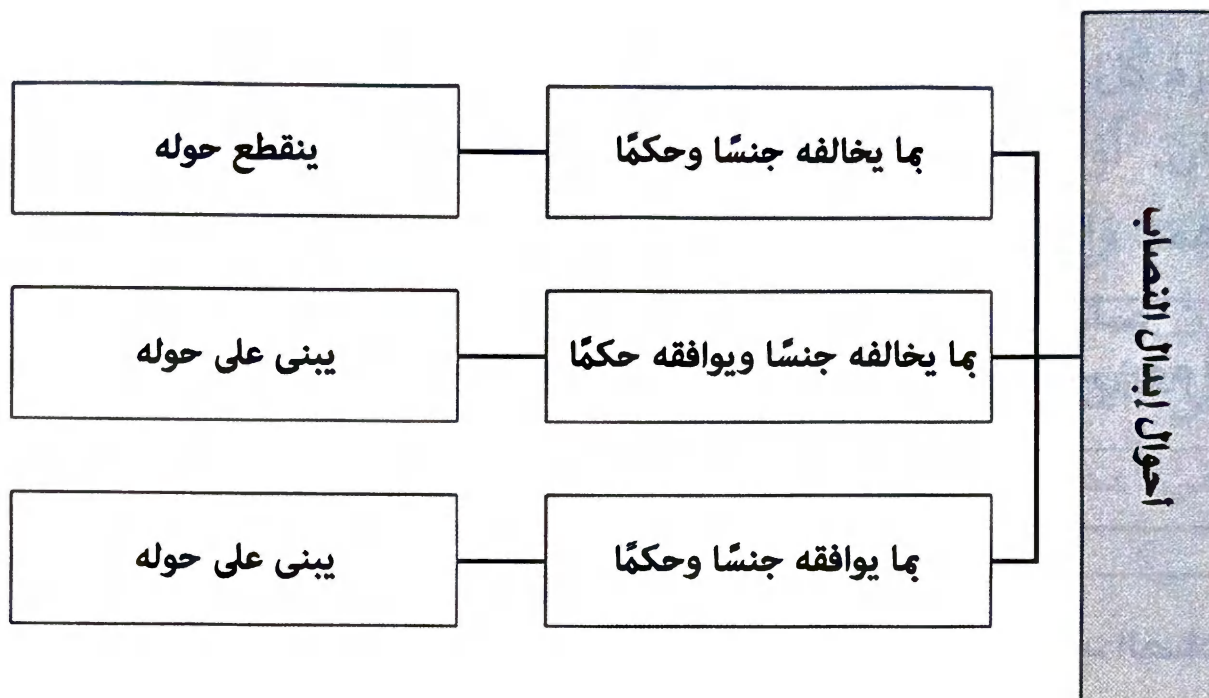 أحوال إبدال النصاب
بما يخالفه جنسًا وحكمًا
ينقطع حوله
بما يخالفه جنسًا ويوافقه حكمًا
يبنى على حوله
بما يوافقه جنسًا وحكمًا
يبنى على حوله